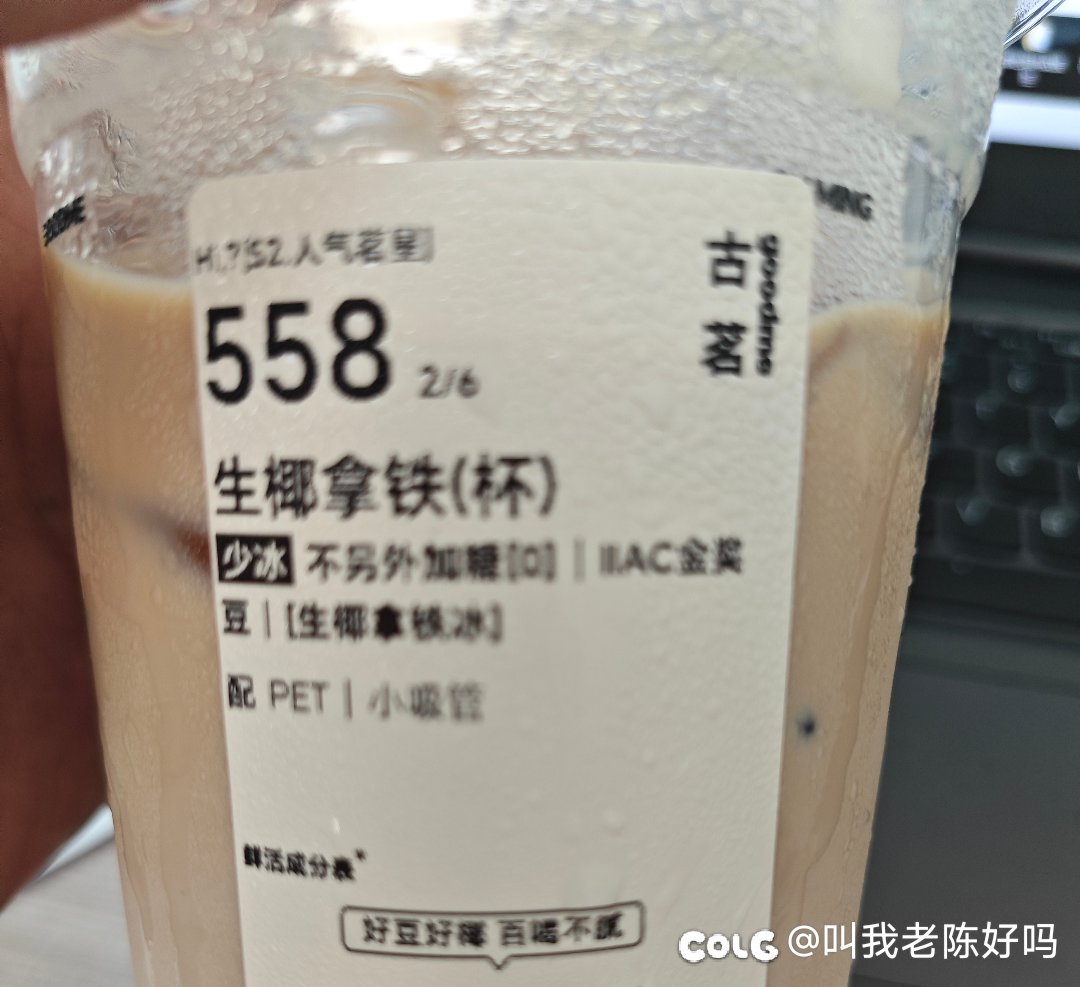 古茗
558 2/6
生椰拿铁(杯)
少冰 不另外加糖[0] | IIAC金奖
豆 | [生椰拿铁冰]
配 PET | 小吸管
鲜活成分表*
好豆好椰 百喝不腻
COLG @叫我老陈好吗